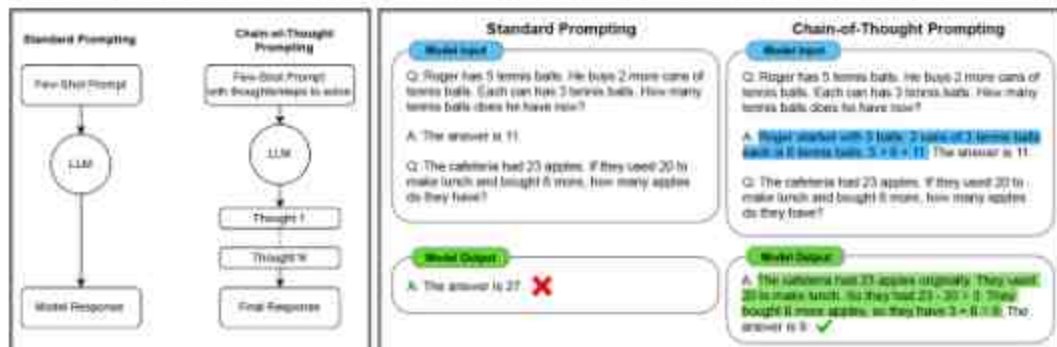 Standard Prompting
Few-Shot Prompt
LLM
Model Response
Chain-of-Thought
Prompting
Few-Shot Prompt
with thoughts/steps to solve
LLM
Thought 1
Thought N
Final Response
Standard Prompting
Model Input
Q: Roger has 5 tennis balls. He buys 2 more cans of
tennis balls. Each can has 3 tennis balls. How many
tennis balls does he have now?
A: The answer is 11.
Q: The cafeteria had 23 apples. If they used 20 to
make lunch and bought 6 more, how many apples
do they have?
Model Output
A: The answer is 27.
Chain-of-Thought Prompting
Model Input
Q: Roger has 5 tennis balls. He buys 2 more cans of
tennis balls. Each can has 3 tennis balls. How many
tennis balls does he have now?
A: Roger started with 5 balls. 2 cans of 3 tennis balls
each is 6 tennis balls. 5 + 6 = 11. The answer is 11.
Q: The cafeteria had 23 apples. If they used 20 to
make lunch and bought 6 more, how many apples
do they have?
Model Output
A: The cafeteria had 23 apples originally. They used
20 to make lunch. So they had 23 - 20 = 3. They
bought 6 more apples, so they have 3 + 6 = 9. The
answer is 9.